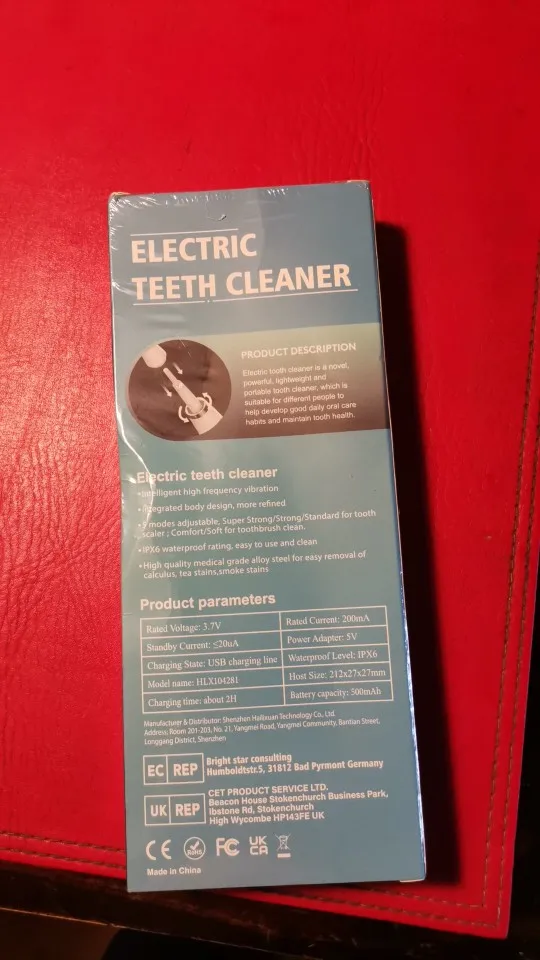 ELECTRIC
TEETH CLEANER
PRODUCT DESCRIPTION
Electric tooth cleaner is a novel,
powerful, lightweight and
portable tooth cleaner, which is
suitable for different people to
help develop good daily oral care
habits and maintain tooth health.
Electric teeth cleaner
•Intelligent high frequency vibration
•Integrated body design, more refined
•5 modes adjustable, Super Strong/Strong/Standard for tooth
scaler ; Comfort/Soft for toothbrush clean.
•IPX6 waterproof rating, easy to use and clean
•High quality medical grade alloy steel for easy removal of
calculus, tea stains,smoke stains
Product parameters
Rated Voltage: 3.7V Rated Current: 200mA
Standby Current: ≤20uA Power Adapter: 5V
Charging State: USB charging line Waterproof Level: IPX6
Model name: HLX104281 Host Size: 212x27x27mm
Charging time: about 2H Battery capacity: 500mAh
Manufacturer & Distributor: Shenzhen Hailixuan Technology Co., Ltd.
Address: Room 201-203, No. 21, Yangmei Road, Yangmei Community, Bantian Street,
Longgang District, Shenzhen
EC REP Bright star consulting
Humboldtstr.5, 31812 Bad Pyrmont Germany
UK REP CET PRODUCT SERVICE LTD.
Beacon House Stokenchurch Business Park,
Ibstone Rd, Stokenchurch
High Wycombe HP143FE UK
CE RoHS FC UK
CA
Made in China